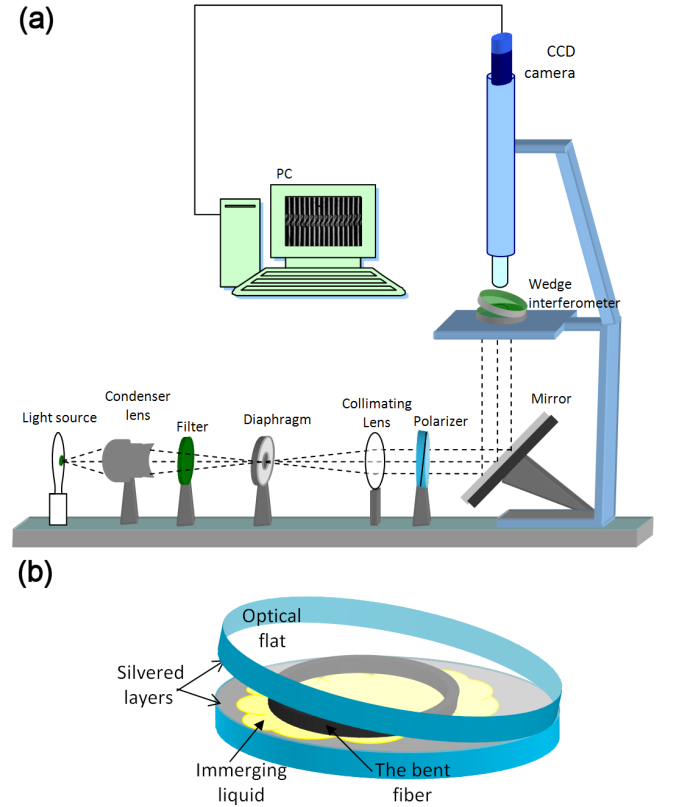 (a)
CCD
camera
PC
Wedge
interferometer
Condenser
lens
Light source
Filter
Diaphragm
Collimating
Lens
Polarizer
Mirror
(b)
Optical
flat
Silvered
layers
Immerging
liquid
The bent
fiber